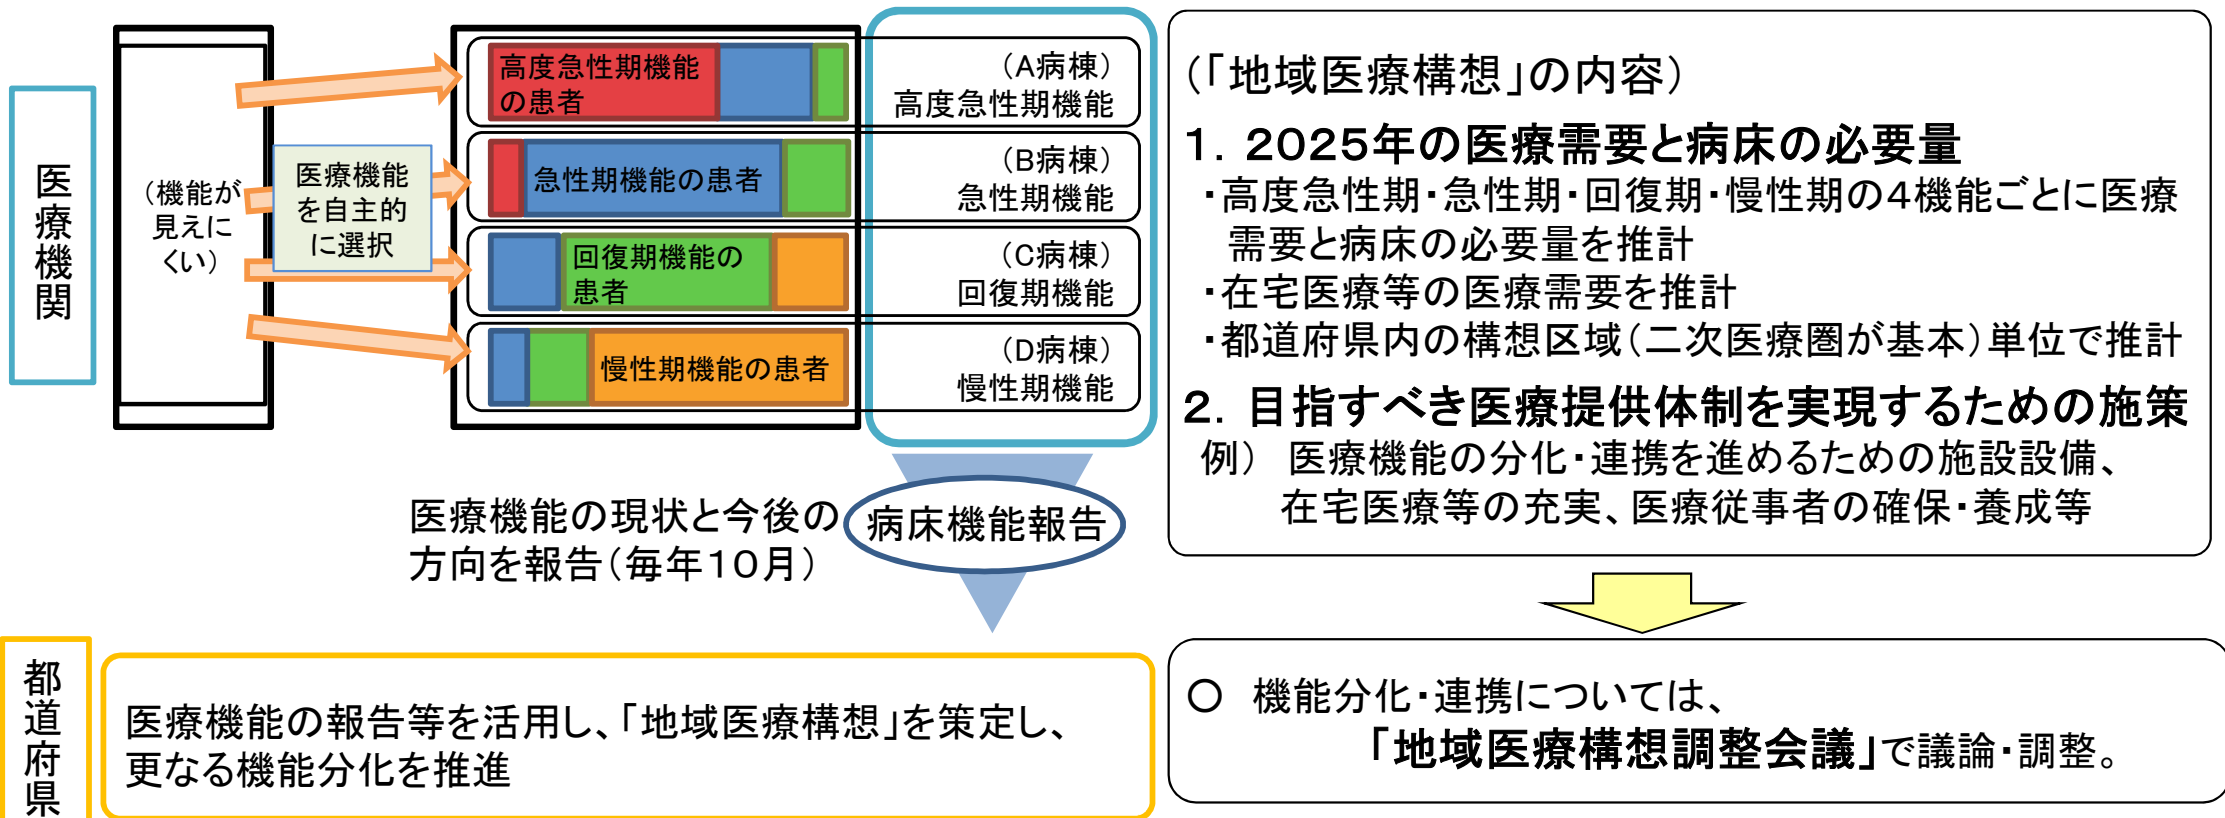 医療機関
(機能が
見えに
くい)
医療機能
を自主的
に選択
高度急性期機能
の患者
(A病棟)
高度急性期機能
急性期機能の患者
(B病棟)
急性期機能
回復期機能の
患者
(C病棟)
回復期機能
慢性期機能の患者
(D病棟)
慢性期機能
医療機能の現状と今後の
方向を報告(毎年10月)
病床機能報告
都道府県
医療機能の報告等を活用し、「地域医療構想」を策定し、
更なる機能分化を推進
(「地域医療構想」の内容)
1. 2025年の医療需要と病床の必要量
・高度急性期・急性期・回復期・慢性期の4機能ごとに医療
需要と病床の必要量を推計
・在宅医療等の医療需要を推計
・都道府県内の構想区域(二次医療圏が基本)単位で推計
2. 目指すべき医療提供体制を実現するための施策
例) 医療機能の分化・連携を進めるための施設設備、
在宅医療等の充実、医療従事者の確保・養成等
○ 機能分化・連携については、
「地域医療構想調整会議」で議論・調整。